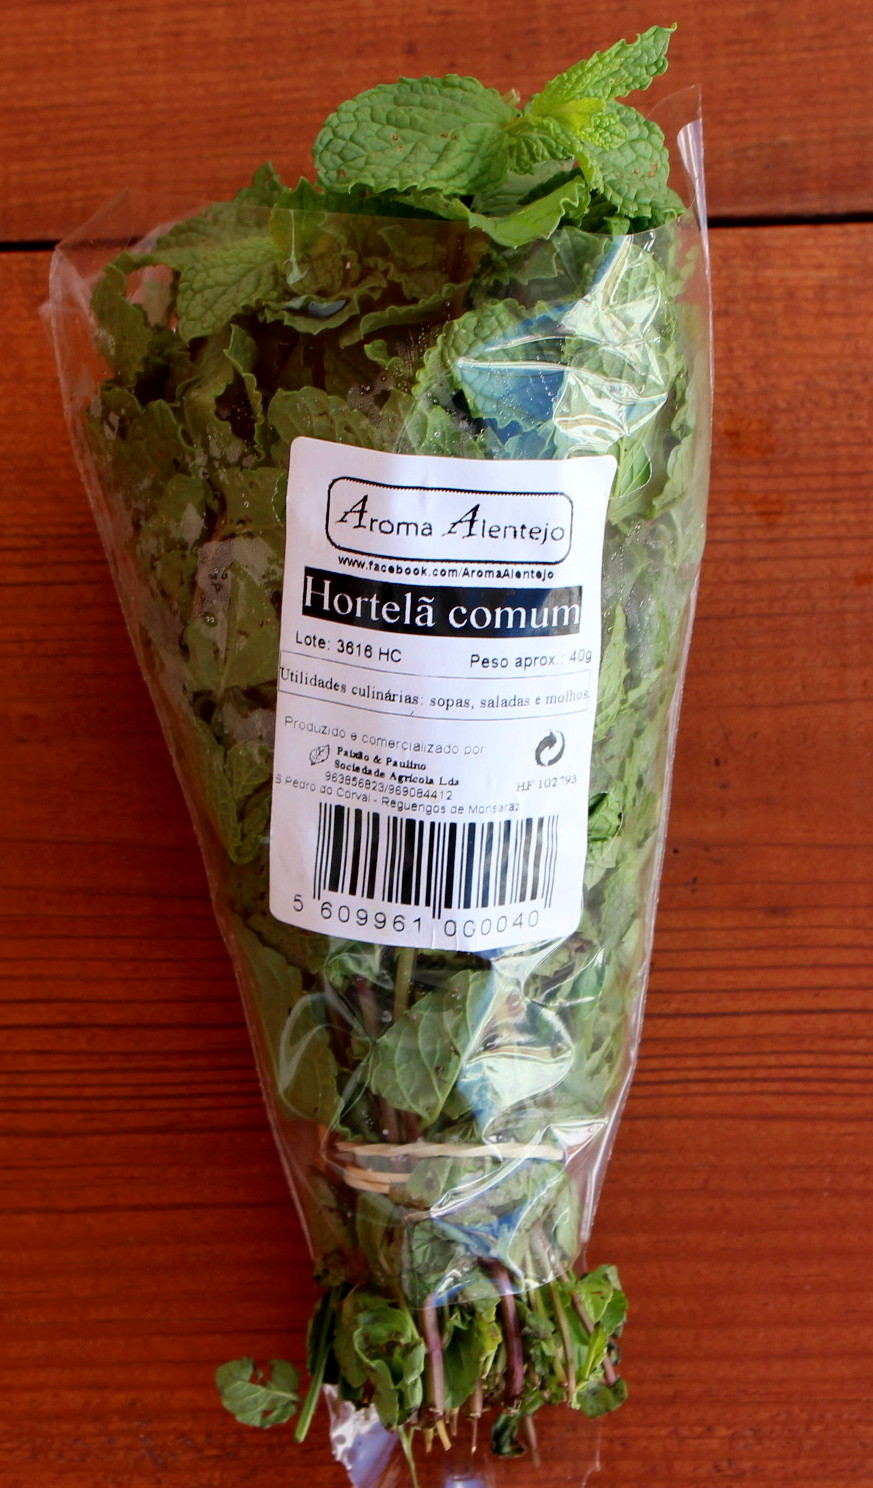 Aroma Alentejo
www.facebook.com/AromaAlentejo
Hortelã comum
Lote: 3616 HC Peso aprox.: 40g
Utilidades culinárias: sopas, saladas e molhos
Produzido e comercializado por
Paixão & Paulino
Sociedade Agrícola Lda
963856823/969084412
HF 102793
S Pedro do Corval - Reguengos de Monsaraz
5 609961 000040